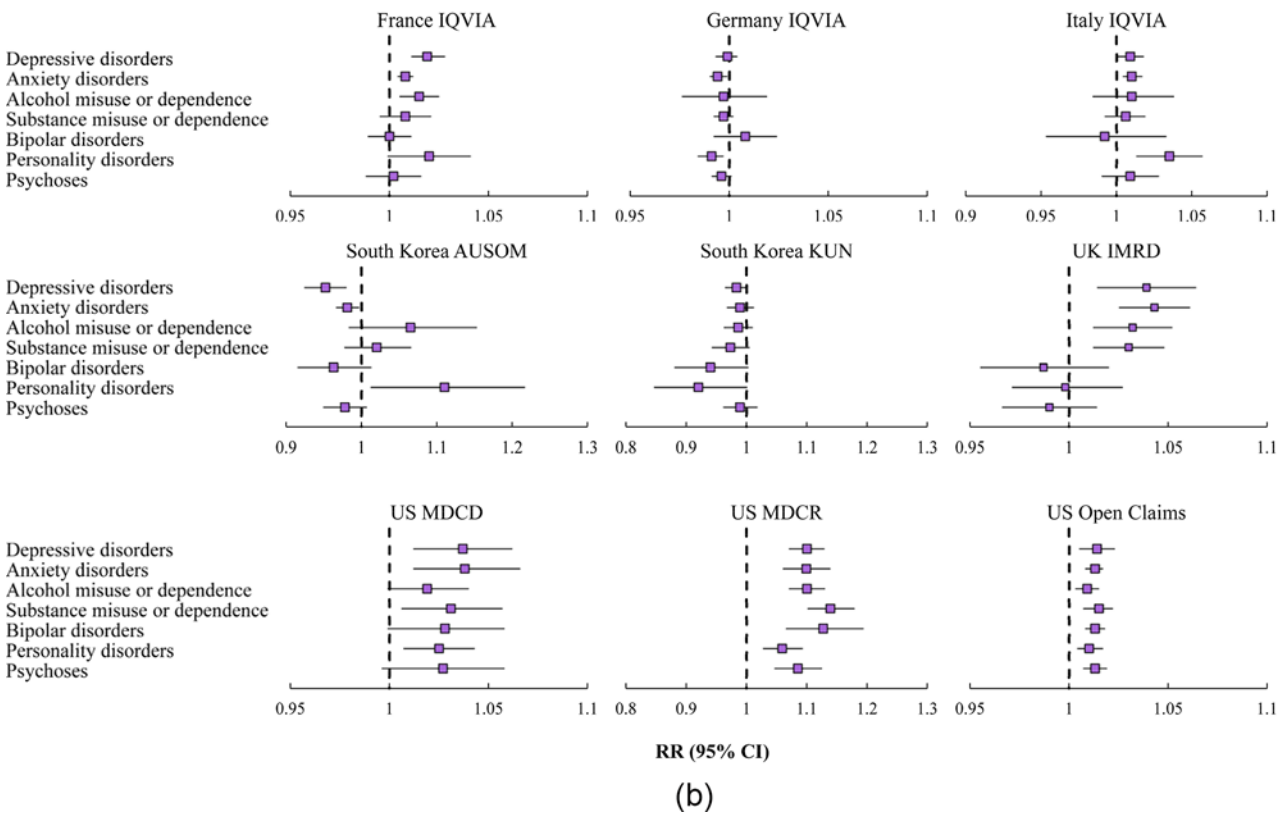 France IQVIA Germany IQVIA Italy IQVIA
Depressive disorders
Anxiety disorders
Alcohol misuse or dependence
Substance misuse or dependence
Bipolar disorders
Personality disorders
Psychoses
0.95 1 1.05 1.1 0.95 1 1.05 1.1 0.9 0.95 1 1.05 1.1
South Korea AUSOM South Korea KUN UK IMRD
Depressive disorders
Anxiety disorders
Alcohol misuse or dependence
Substance misuse or dependence
Bipolar disorders
Personality disorders
Psychoses
0.9 1 1.1 1.2 1.3 0.8 0.9 1 1.1 1.2 1.3 0.95 1 1.05 1.1
US MDCD US MDCR US Open Claims
Depressive disorders
Anxiety disorders
Alcohol misuse or dependence
Substance misuse or dependence
Bipolar disorders
Personality disorders
Psychoses
0.95 1 1.05 1.1 0.8 0.9 1 1.1 1.2 1.3 0.95 1 1.05 1.1
RR (95% CI)
(b)